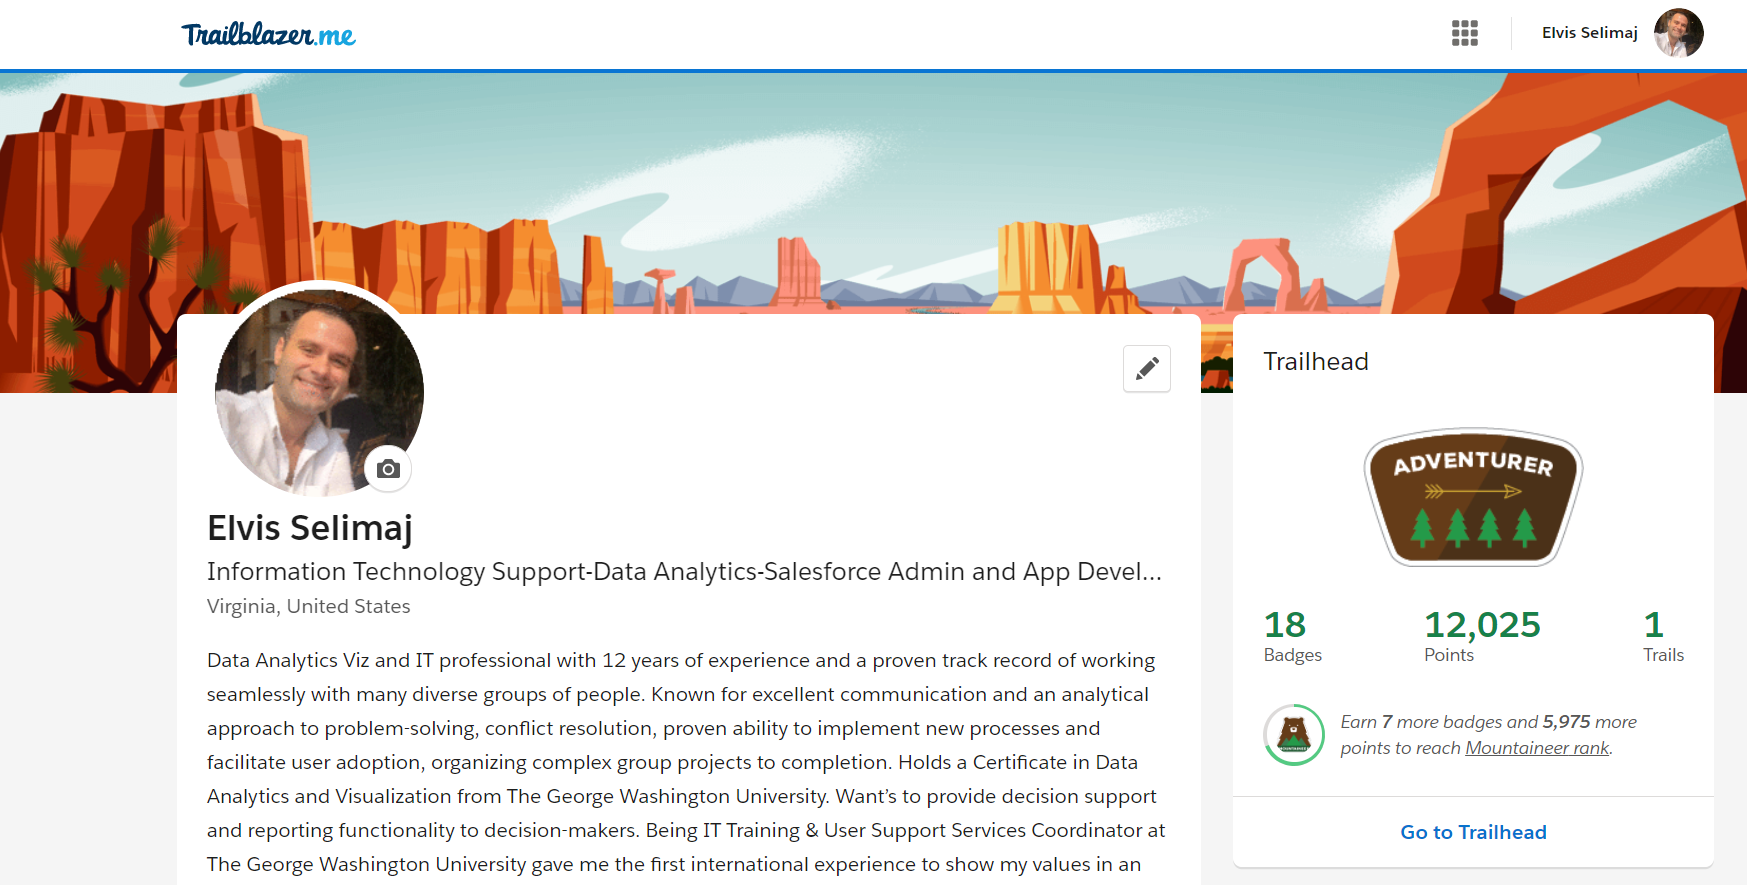 Trailblazer.me
Elvis Selimaj
Elvis Selimaj
Information Technology Support-Data Analytics-Salesforce Admin and App Devel...
Virginia, United States
Data Analytics Viz and IT professional with 12 years of experience and a proven track record of working
seamlessly with many diverse groups of people. Known for excellent communication and an analytical
approach to problem-solving, conflict resolution, proven ability to implement new processes and
facilitate user adoption, organizing complex group projects to completion. Holds a Certificate in Data
Analytics and Visualization from The George Washington University. Want's to provide decision support
and reporting functionality to decision-makers. Being IT Training & User Support Services Coordinator at
The George Washington University gave me the first international experience to show my values in an
Trailhead
ADVENTURER
18 12,025 1
Badges Points Trails
MOUNTAINEER
Earn 7 more badges and 5,975 more
points to reach Mountaineer rank.
Go to Trailhead